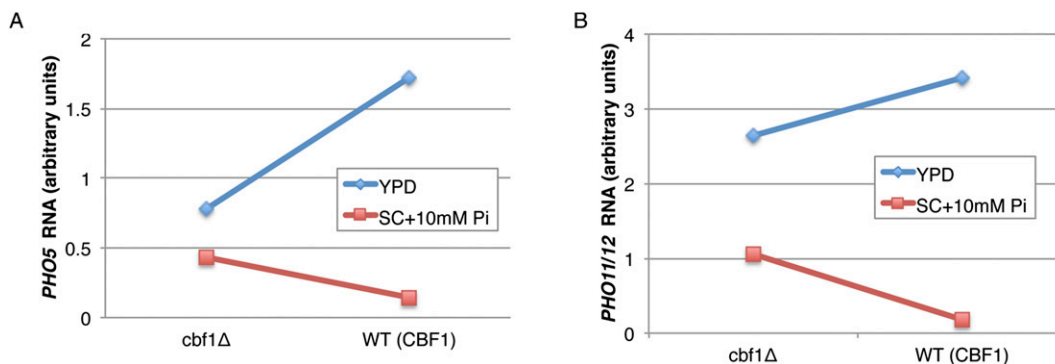 A
PHO5 RNA (arbitrary units)
2
1.5
1
0.5
0
YPD
SC+10mM Pi
cbf1Δ
WT (CBF1)
B
PHO11/12 RNA (arbitrary units)
4
3
2
1
0
YPD
SC+10mM Pi
cbf1Δ
WT (CBF1)